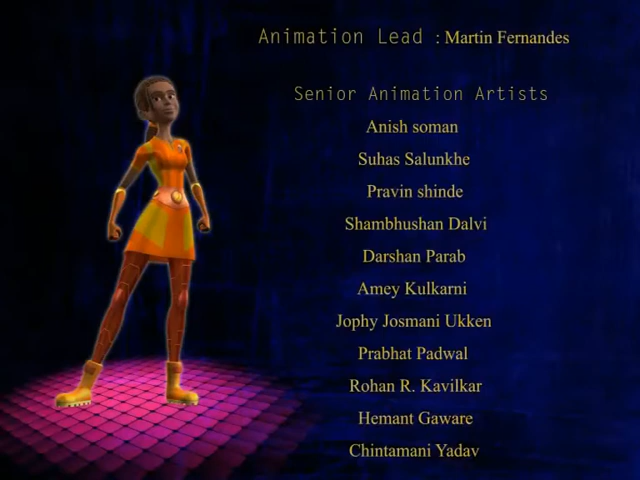 Animation Lead : Martin Fernandes
Senior Animation Artists
Anish soman
Suhas Salunkhe
Pravin shinde
Shambhushan Dalvi
Darshan Parab
Amey Kulkarni
Jophy Josmani Ukken
Prabhat Padwal
Rohan R. Kavilkar
Hemant Gaware
Chintamani Yadav